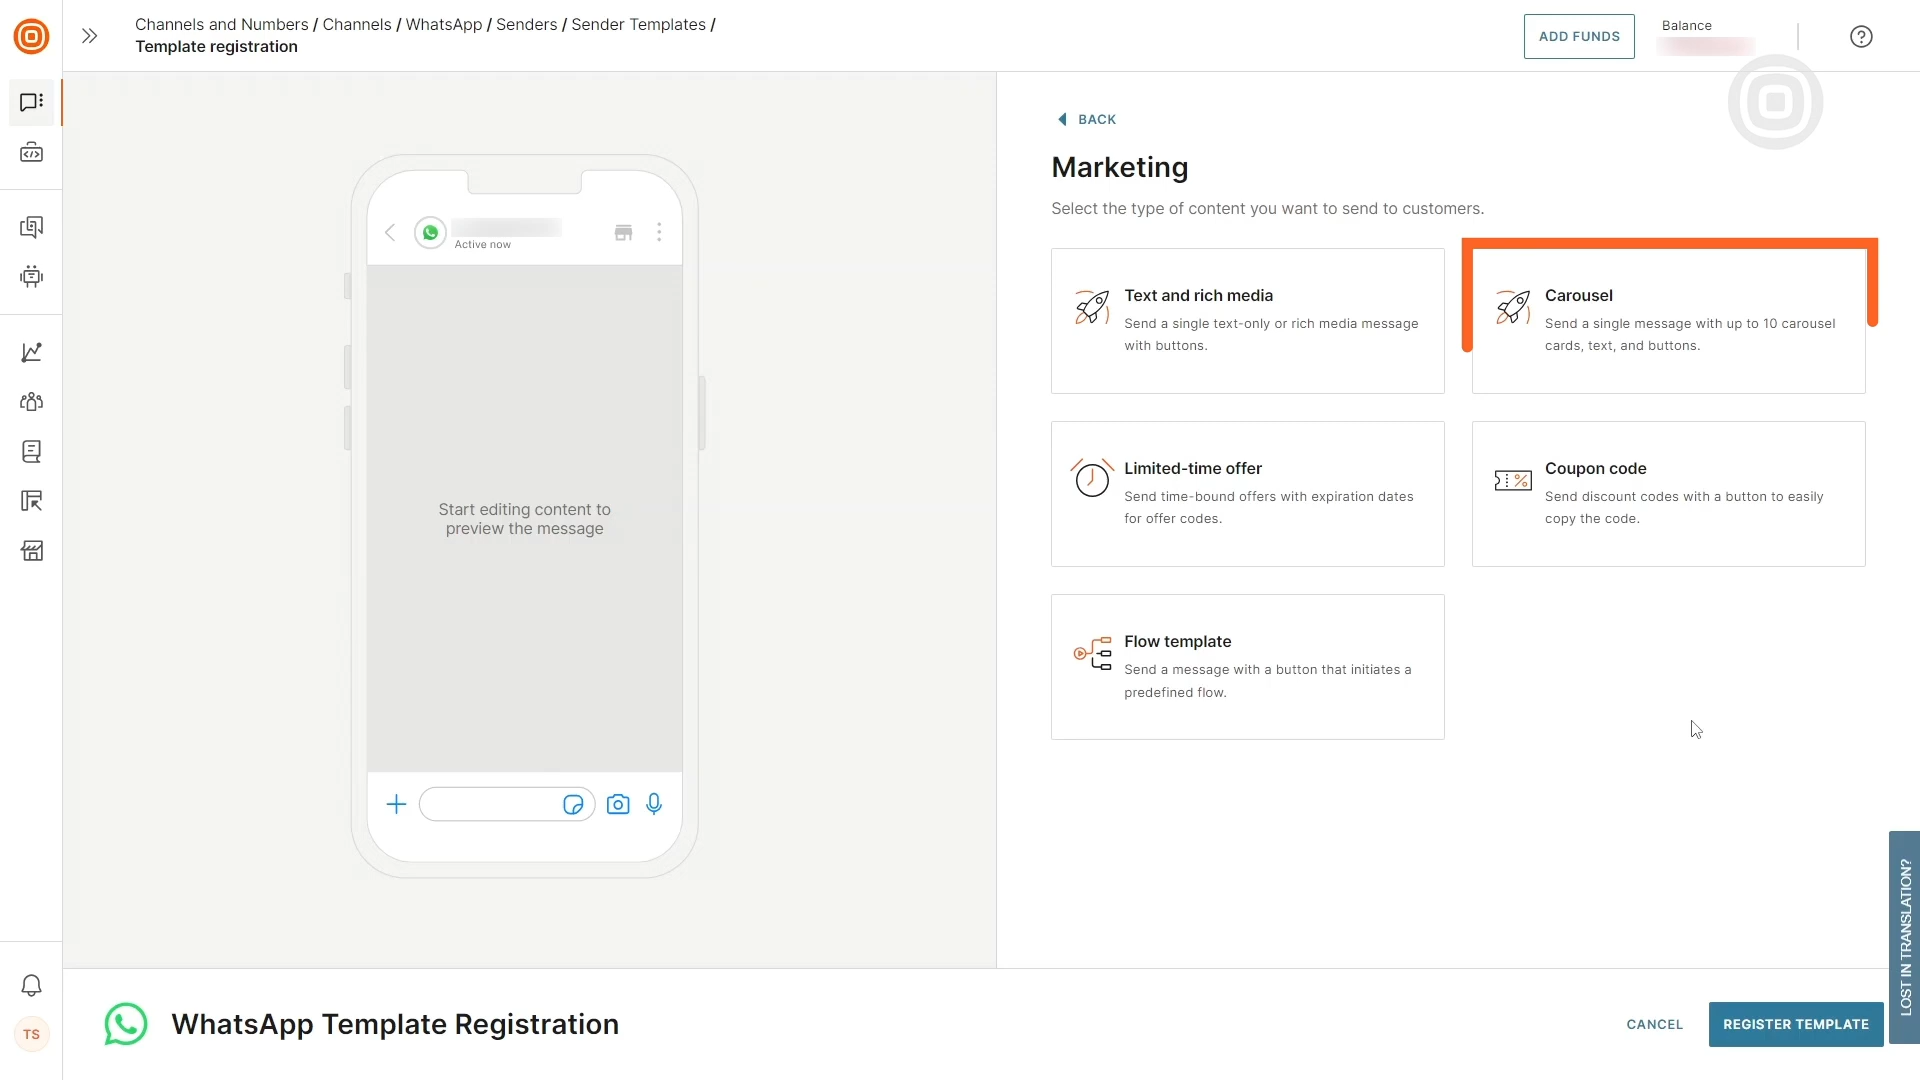 Channels and Numbers / Channels / WhatsApp / Senders / Sender Templates /
Template registration
ADD FUNDS
Balance
BACK
Marketing
Select the type of content you want to send to customers.
Active now
Start editing content to
preview the message
Text and rich media
Send a single text-only or rich media message
with buttons.
Carousel
Send a single message with up to 10 carousel
cards, text, and buttons.
Limited-time offer
Send time-bound offers with expiration dates
for offer codes.
Coupon code
Send discount codes with a button to easily
copy the code.
Flow template
Send a message with a button that initiates a
predefined flow.
LOST IN TRANSLATION?
TS
WhatsApp Template Registration
CANCEL
REGISTER TEMPLATE